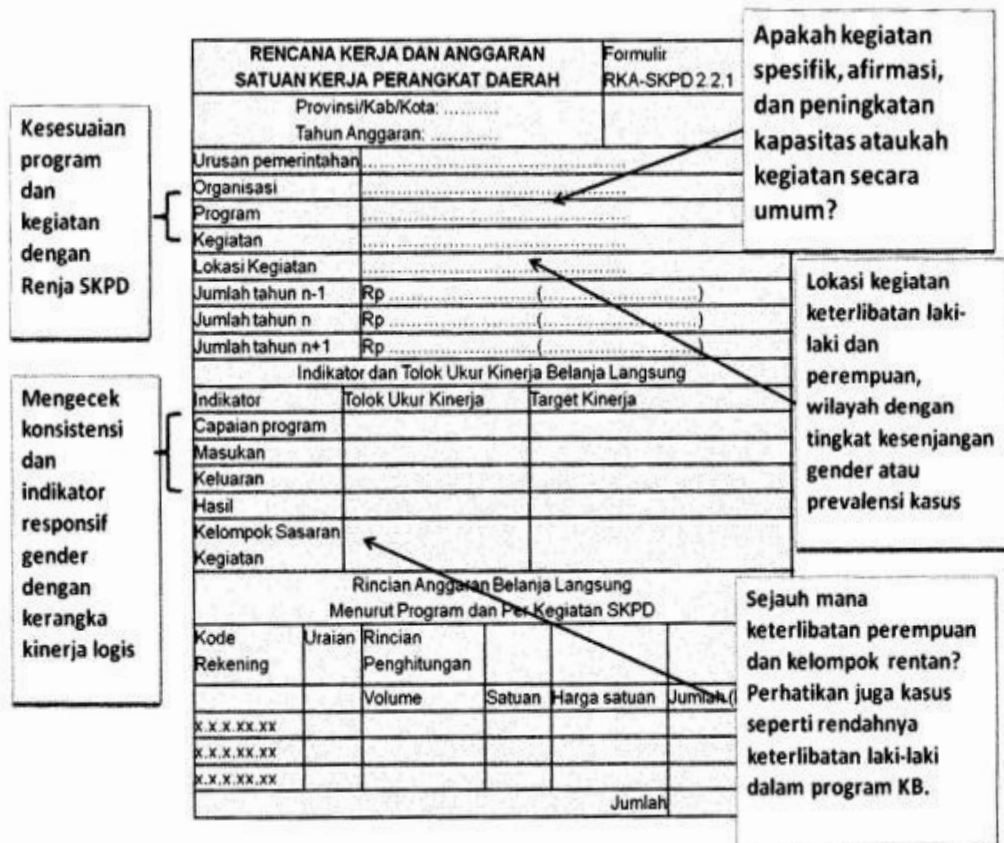 RENCANA KERJA DAN ANGGARAN
SATUAN KERJA PERANGKAT DAERAH
Formulir
RKA-SKPD 2.2.1
Provinsi/Kab/Kota: ............
Tahun Anggaran: ............
Urusan pemerintahan ............
Organisasi ............
Program ............
Kegiatan ............
Lokasi Kegiatan ............
Jumlah tahun n-1 Rp ............ (............)
Jumlah tahun n Rp ............ (............)
Jumlah tahun n+1 Rp ............ (............)
Indikator dan Tolok Ukur Kinerja Belanja Langsung
Indikator Tolok Ukur Kinerja Target Kinerja
Capaian program
Masukan
Keluaran
Hasil
Kelompok Sasaran
Kegiatan
Rincian Anggaran Belanja Langsung
Menurut Program dan Per Kegiatan SKPD
Kode
Rekening
Uraian
Rincian
Penghitungan
Volume Satuan Harga satuan Jumlah (
x.x.x.xx.xx
x.x.x.xx.xx
x.x.x.xx.xx
Jumlah
Kesesuaian
program
dan
kegiatan
dengan
Renja SKPD
Mengecek
konsistensi
dan
indikator
responsif
gender
dengan
kerangka
kinerja logis
Apakah kegiatan
spesifik, afirmasi,
dan peningkatan
kapasitas ataukah
kegiatan secara
umum?
Lokasi kegiatan
keterlibatan laki-
laki dan
perempuan,
wilayah dengan
tingkat kesenjangan
gender atau
prevalensi kasus
Sejauh mana
keterlibatan perempuan
dan kelompok rentan?
Perhatikan juga kasus
seperti rendahnya
keterlibatan laki-laki
dalam program KB.